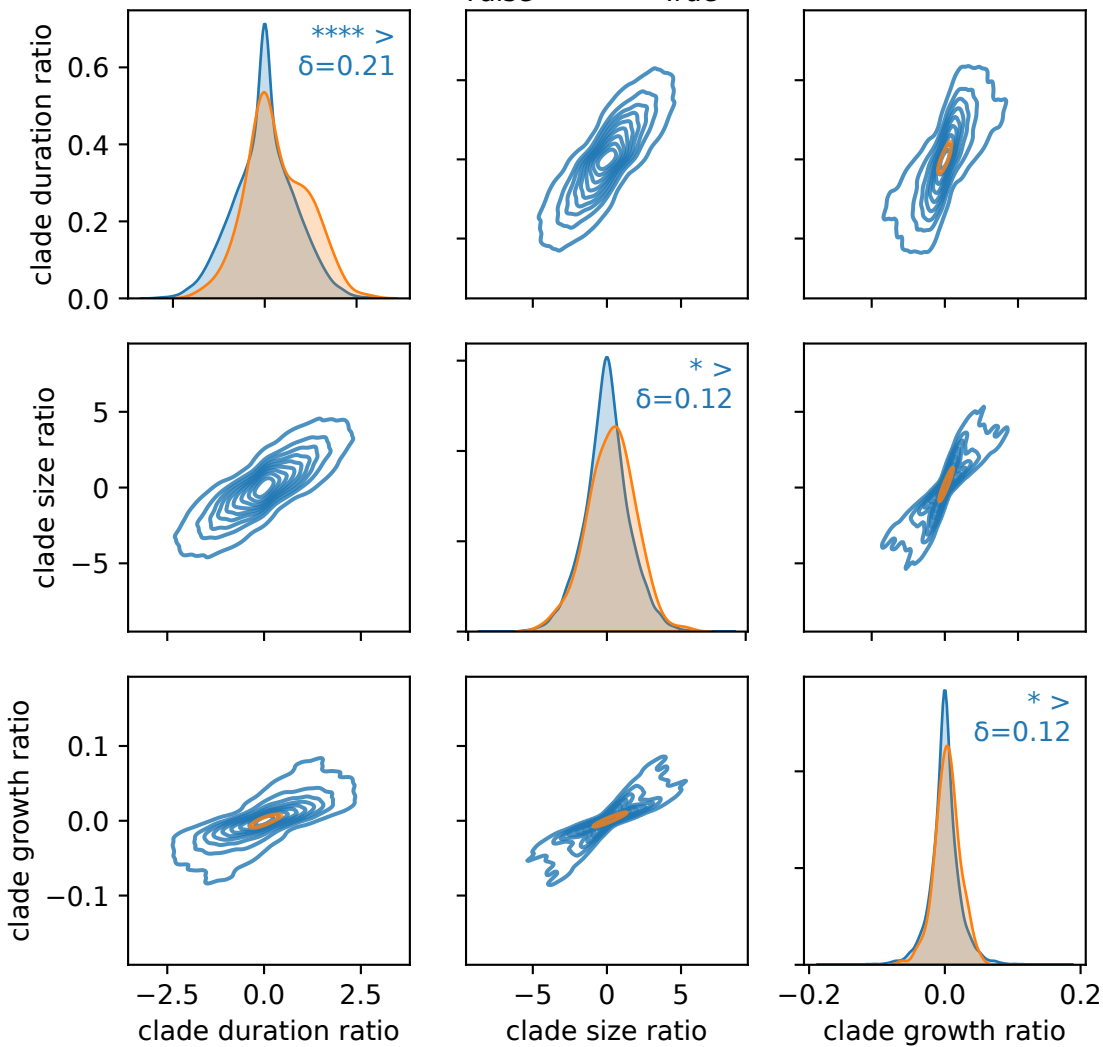 **** >
δ=0.21
clade duration ratio
0.6
0.4
0.2
0.0
* >
δ=0.12
clade size ratio
5
0
−5
* >
δ=0.12
clade growth ratio
0.1
0.0
−0.1
−2.5 0.0 2.5
−5 0 5
−0.2 0.0 0.2
clade duration ratio
clade size ratio
clade growth ratio